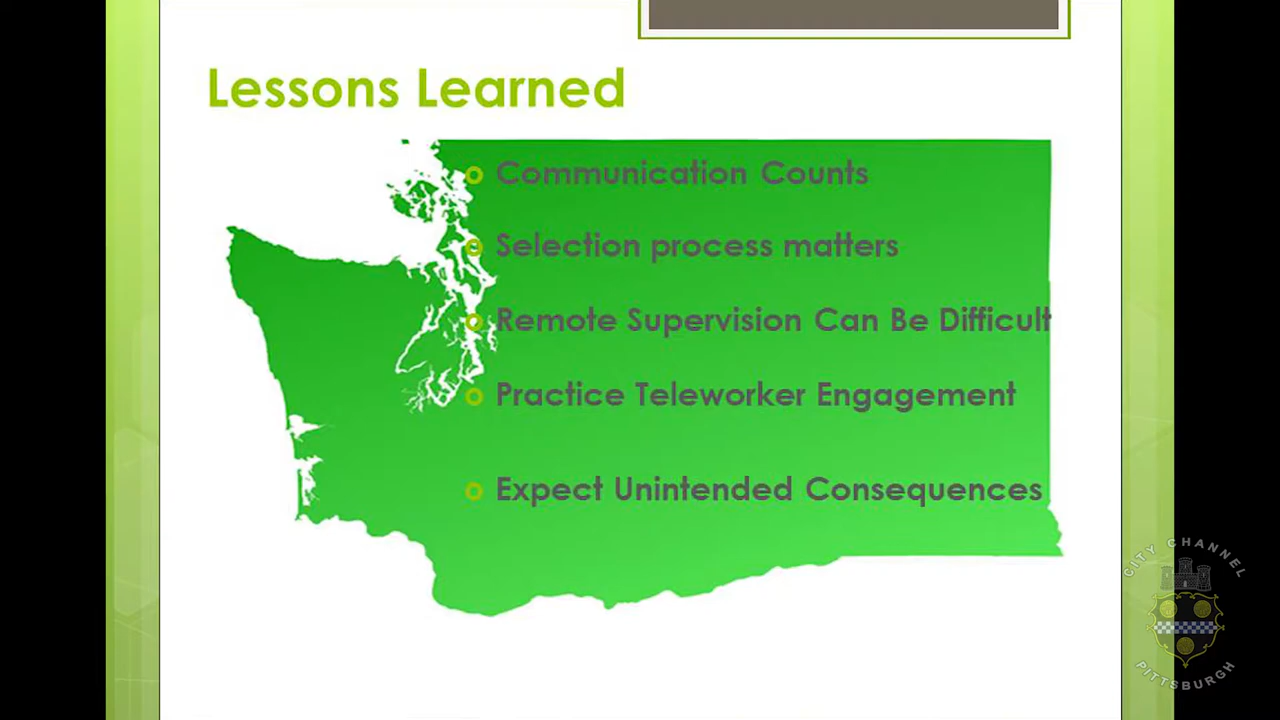 Lessons Learned
Communication Counts
Selection process matters
Remote Supervision Can Be Difficult
Practice Teleworker Engagement
Expect Unintended Consequences
CITY CHANNEL
PITTSBURGH